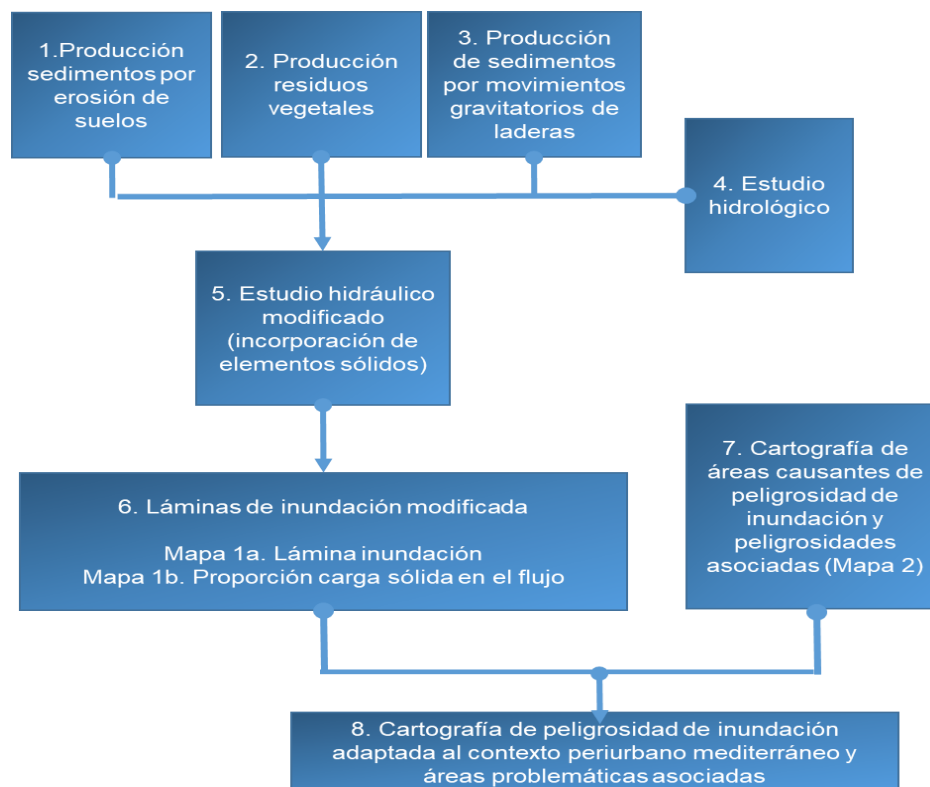 1.Producción
sedimentos por
erosión de
suelos
2. Producción
residuos
vegetales
3. Producción
de sedimentos
por movimientos
gravitatorios de
laderas
4. Estudio
hidrológico
5. Estudio hidráulico
modificado
(incorporación de
elementos sólidos)
6. Láminas de inundación modificada
Mapa 1a. Lámina inundación
Mapa 1b. Proporción carga sólida en el flujo
7. Cartografía de
áreas causantes de
peligrosidad de
inundación y
peligrosidades
asociadas (Mapa 2)
8. Cartografía de peligrosidad de inundación
adaptada al contexto periurbano mediterráneo y
áreas problemáticas asociadas